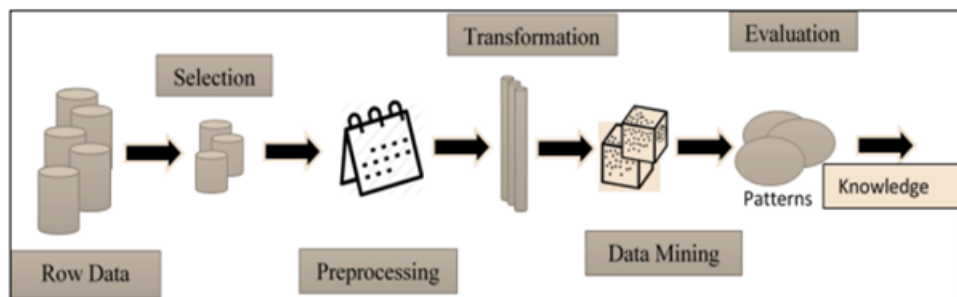 Row Data
Selection
Preprocessing
Transformation
Data Mining
Evaluation
Patterns
Knowledge